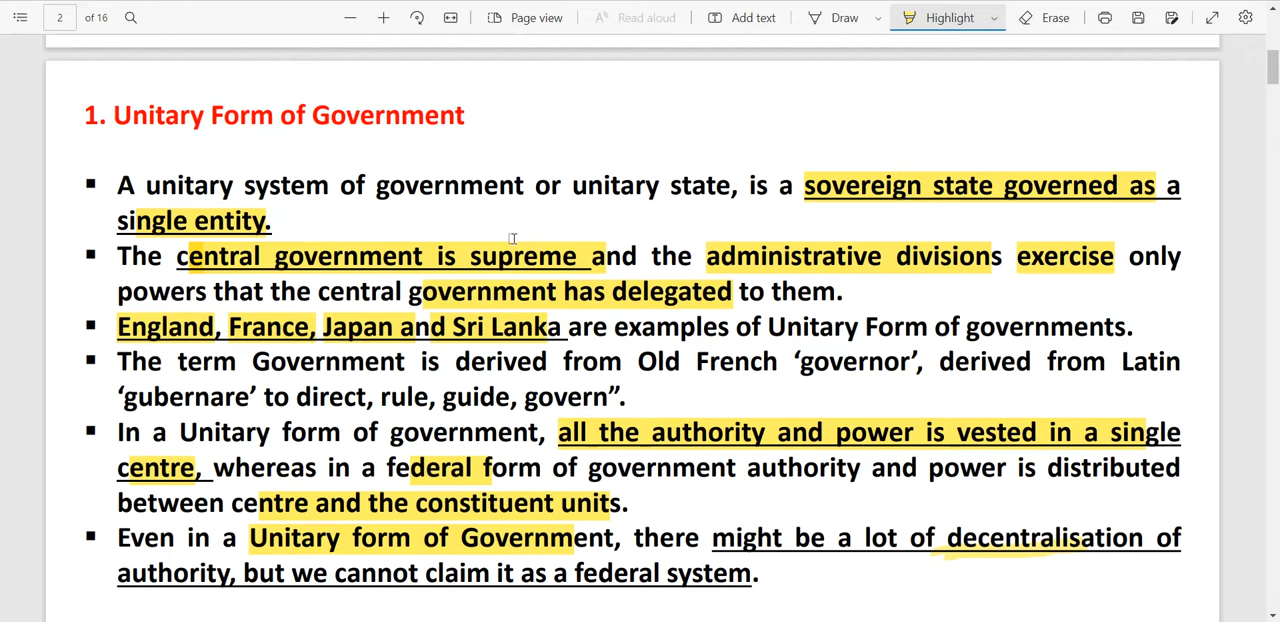 2 of 16 Page view Read aloud Add text Draw Highlight Erase
1. Unitary Form of Government
▪ A unitary system of government or unitary state, is a sovereign state governed as a
single entity.
▪ The central government is supreme and the administrative divisions exercise only
powers that the central government has delegated to them.
▪ England, France, Japan and Sri Lanka are examples of Unitary Form of governments.
▪ The term Government is derived from Old French ‘governor’, derived from Latin
‘gubernare’ to direct, rule, guide, govern”.
▪ In a Unitary form of government, all the authority and power is vested in a single
centre, whereas in a federal form of government authority and power is distributed
between centre and the constituent units.
▪ Even in a Unitary form of Government, there might be a lot of decentralisation of
authority, but we cannot claim it as a federal system.